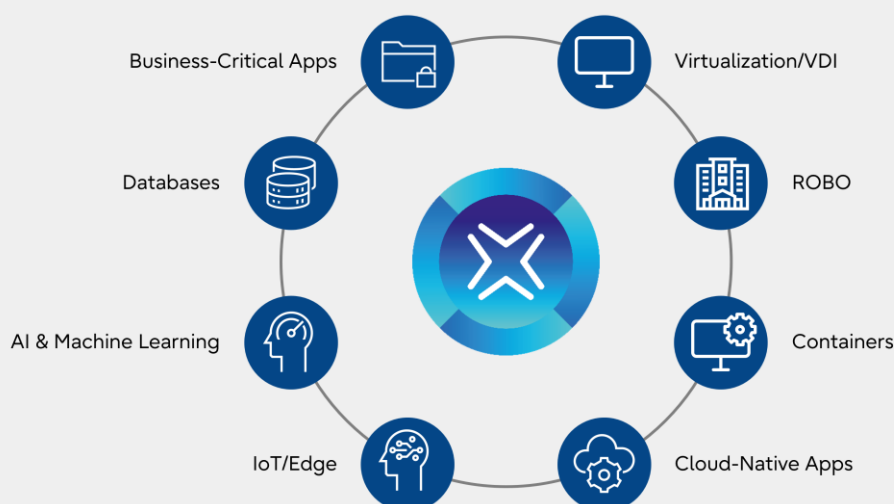 Business-Critical Apps
Virtualization/VDI
Databases
ROBO
AI & Machine Learning
Containers
IoT/Edge
Cloud-Native Apps